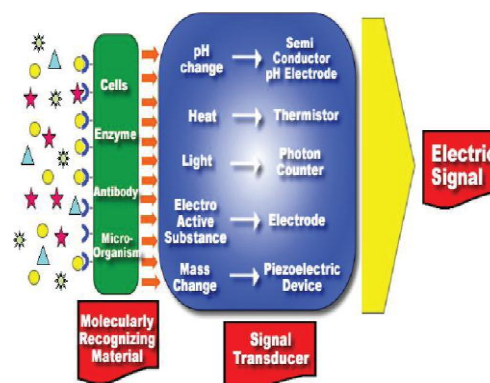 Cells
Enzyme
Antibody
Micro-
Organism
pH
change
Semi
Conductor
pH Electrode
Heat
Thermistor
Light
Photon
Counter
Electro
Active
Substance
Electrode
Mass
Change
Piezoelectric
Device
Electric
Signal
Molecularly
Recognizing
Material
Signal
Transducer